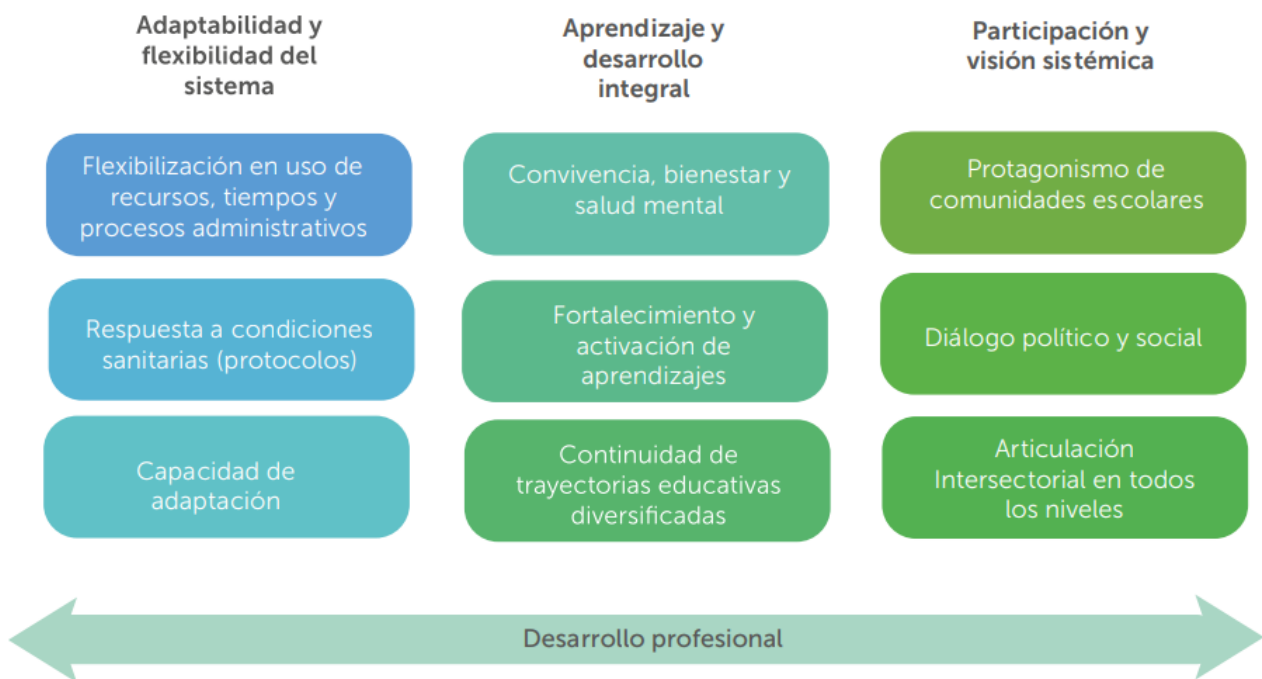 Adaptabilidad y
flexibilidad del
sistema
Flexibilización en uso de
recursos, tiempos y
procesos administrativos
Respuesta a condiciones
sanitarias (protocolos)
Capacidad de
adaptación
Aprendizaje y
desarrollo
integral
Convivencia, bienestar y
salud mental
Fortalecimiento y
activación de
aprendizajes
Continuidad de
trayectorias educativas
diversificadas
Participación y
visión sistémica
Protagonismo de
comunidades escolares
Diálogo político y social
Articulación
Intersectorial en todos
los niveles
Desarrollo profesional